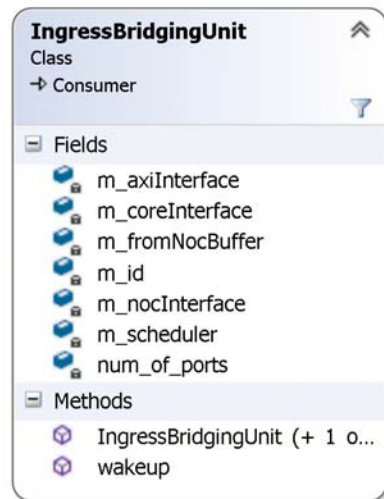 IngressBridgingUnit
Class
Consumer
Fields
m_axiInterface
m_coreInterface
m_fromNocBuffer
m_id
m_nocInterface
m_scheduler
num_of_ports
Methods
IngressBridgingUnit (+ 1 o...
wakeup